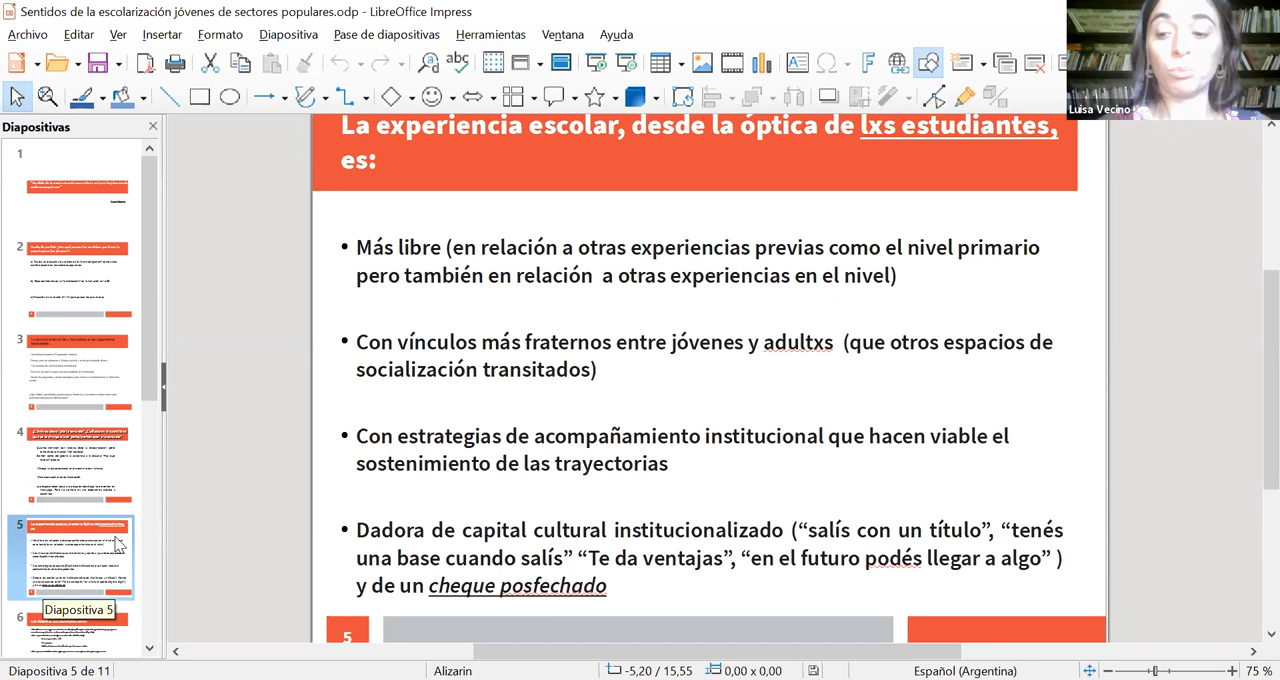 Sentidos de la escolarización jóvenes de sectores populares.odp - LibreOffice Impress
Archivo Editar Ver Insertar Formato Diapositiva Pase de diapositivas Herramientas Ventana Ayuda
Luisa Vecino
Diapositivas
1
2
3
4
5
6
Diapositiva 5
La experiencia escolar, desde la óptica de lxs estudiantes,
es:
• Más libre (en relación a otras experiencias previas como el nivel primario
pero también en relación a otras experiencias en el nivel)
• Con vínculos más fraternos entre jóvenes y adultxs (que otros espacios de
socialización transitados)
• Con estrategias de acompañamiento institucional que hacen viable el
sostenimiento de las trayectorias
• Dadora de capital cultural institucionalizado (“salís con un título”, “tenés
una base cuando salís” “Te da ventajas”, “en el futuro podés llegar a algo” )
y de un cheque posfechado
5
Diapositiva 5 de 11 Alizarin -5,20 / 15,55 0,00 x 0,00 Español (Argentina) 75 %